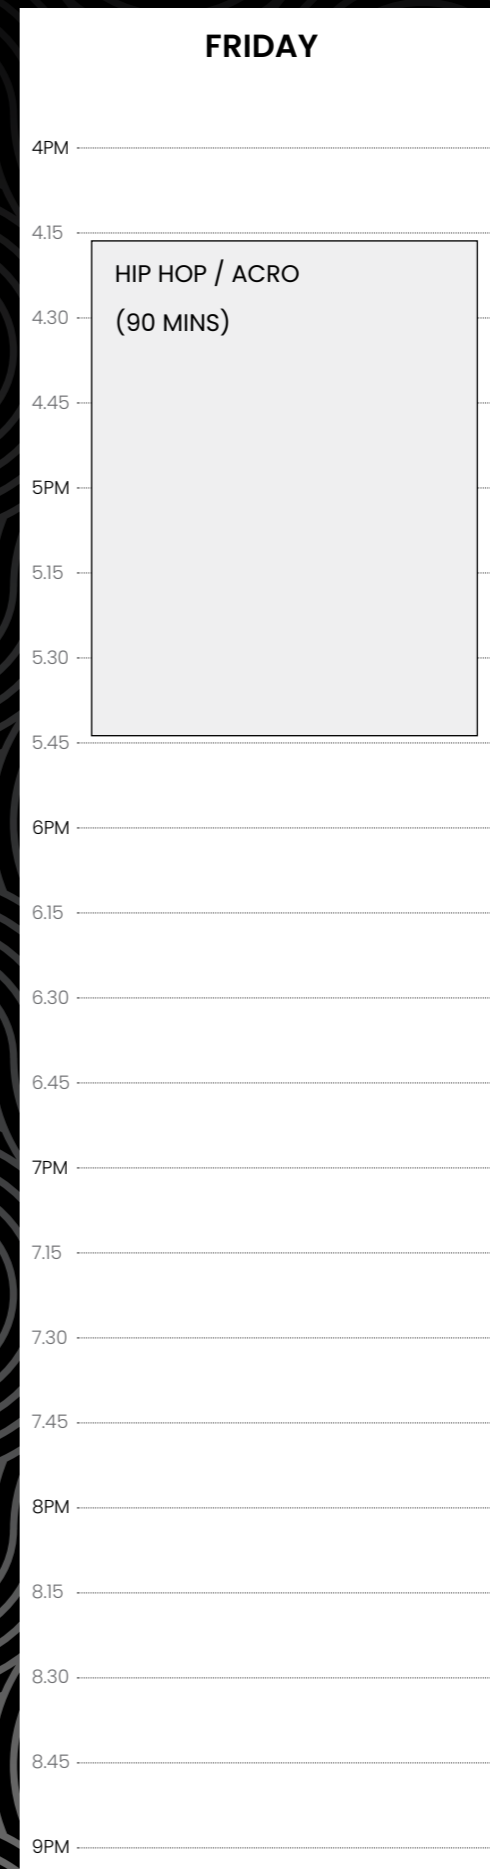 FRIDAY
4PM
4.15
HIP HOP / ACRO
4.30
(90 MINS)
4.45
5PM
5.15
5.30
5.45
6PM
6.15
6.30
6.45
7PM
7.15
7.30
7.45
8PM
8.15
8.30
8.45
9PM